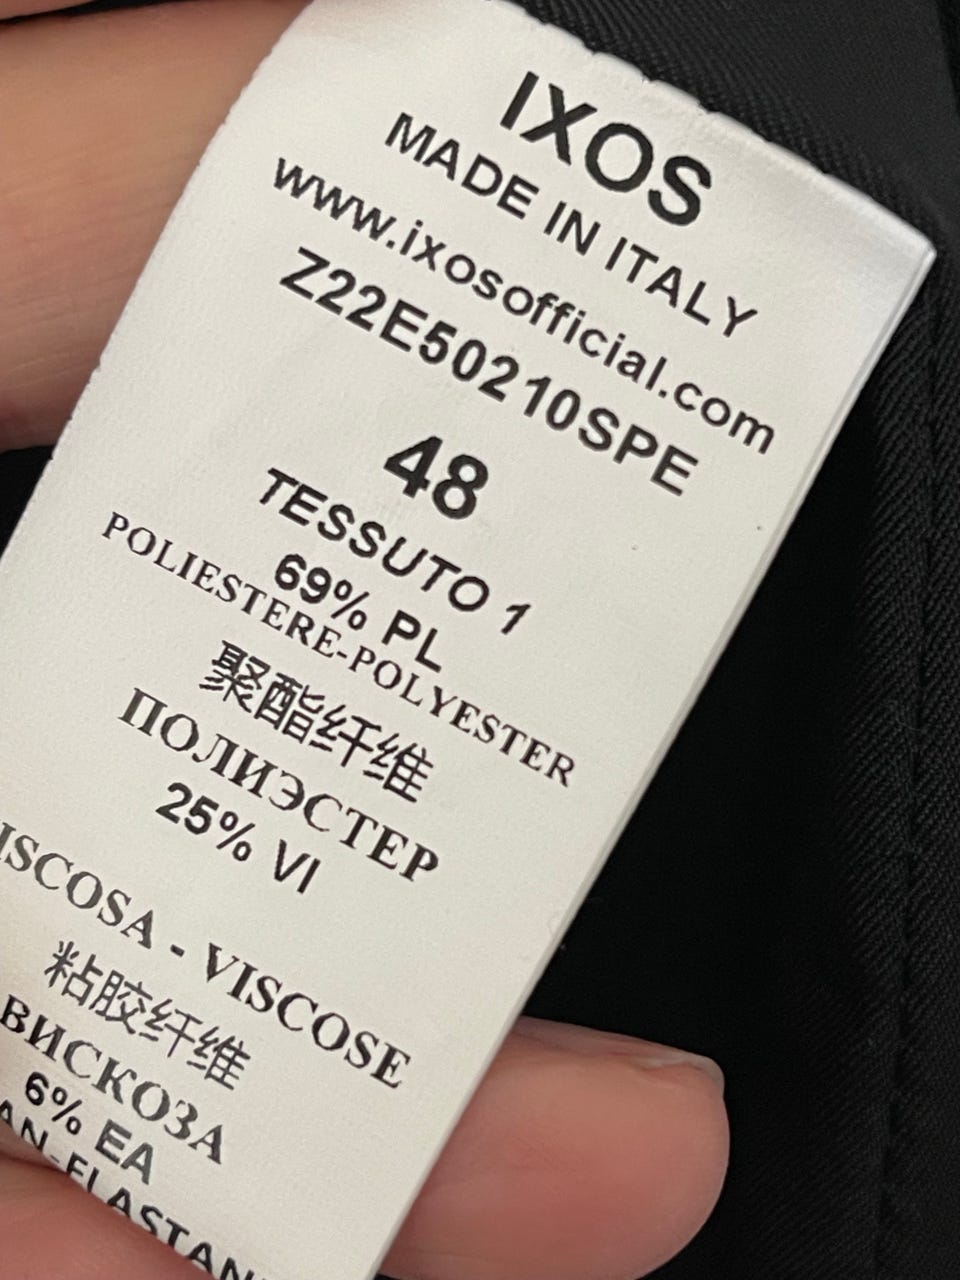 IXOS
MADE IN ITALY
www.ixosofficial.com
Z22E50210SPE
48
TESSUTO 1
69% PL
POLIESTERE-POLYESTER
聚酯纤维
ПОЛИЭСТЕР
25% VI
VISCOSA - VISCOSE
粘胶纤维
ВИСКОЗА
6% EA